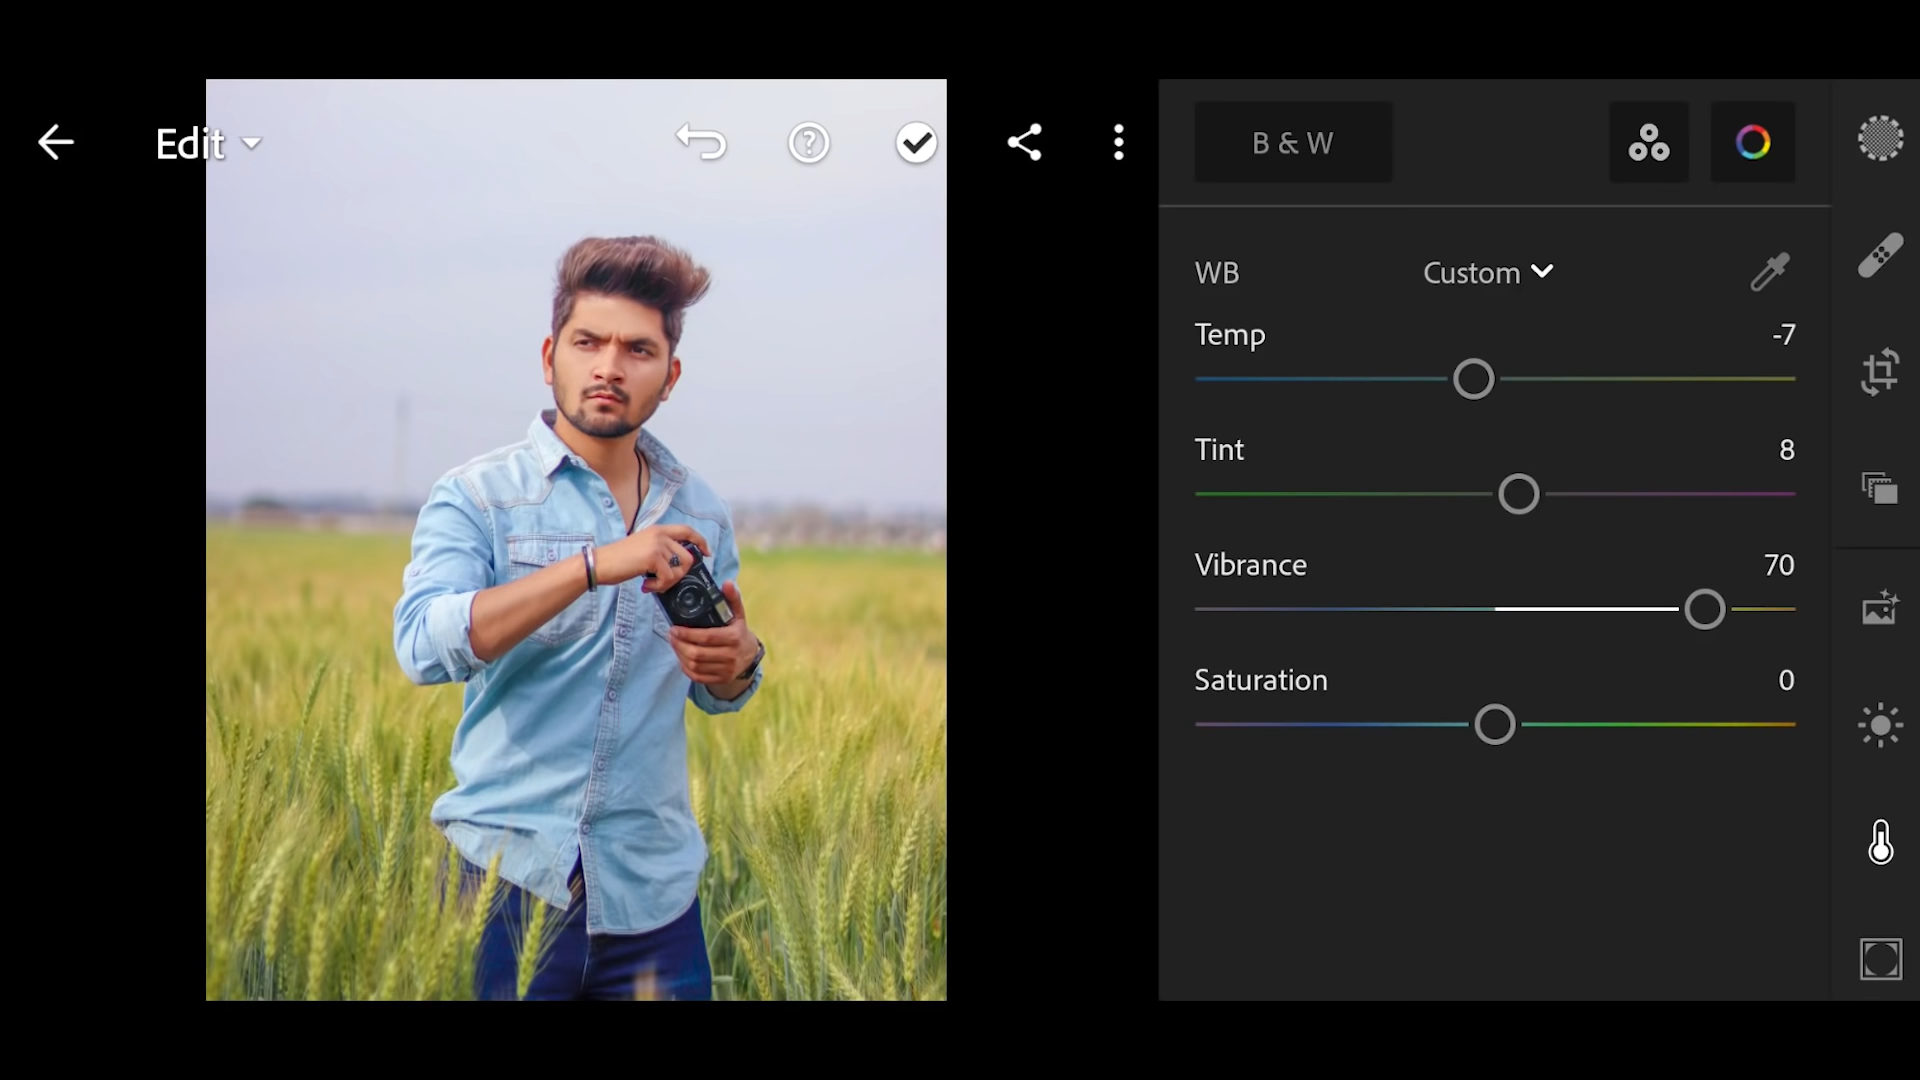 Edit
B & W
WB Custom
Temp -7
Tint 8
Vibrance 70
Saturation 0